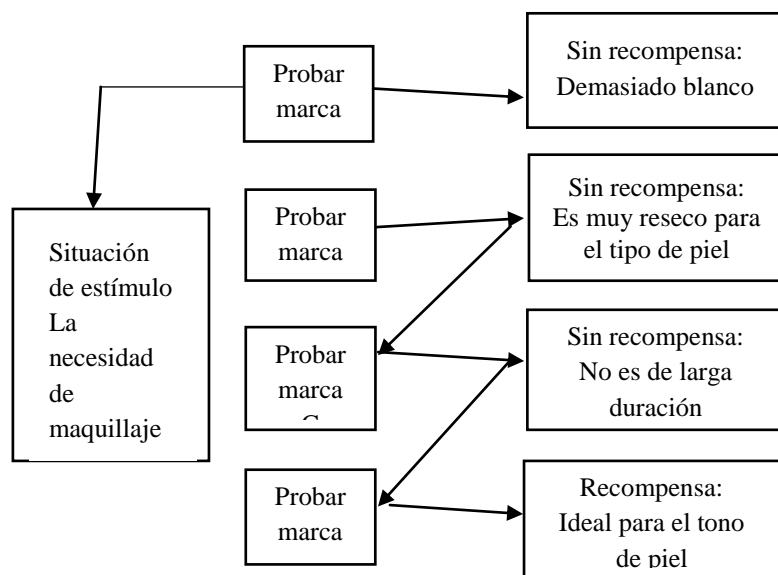 Probar
marca
Sin recompensa:
Demasiado blanco
Situación
de estímulo
La
necesidad
de
maquillaje
Probar
marca
Sin recompensa:
Es muy reseco para
el tipo de piel
Probar
marca
Sin recompensa:
No es de larga
duración
Probar
marca
Recompensa:
Ideal para el tono
de piel